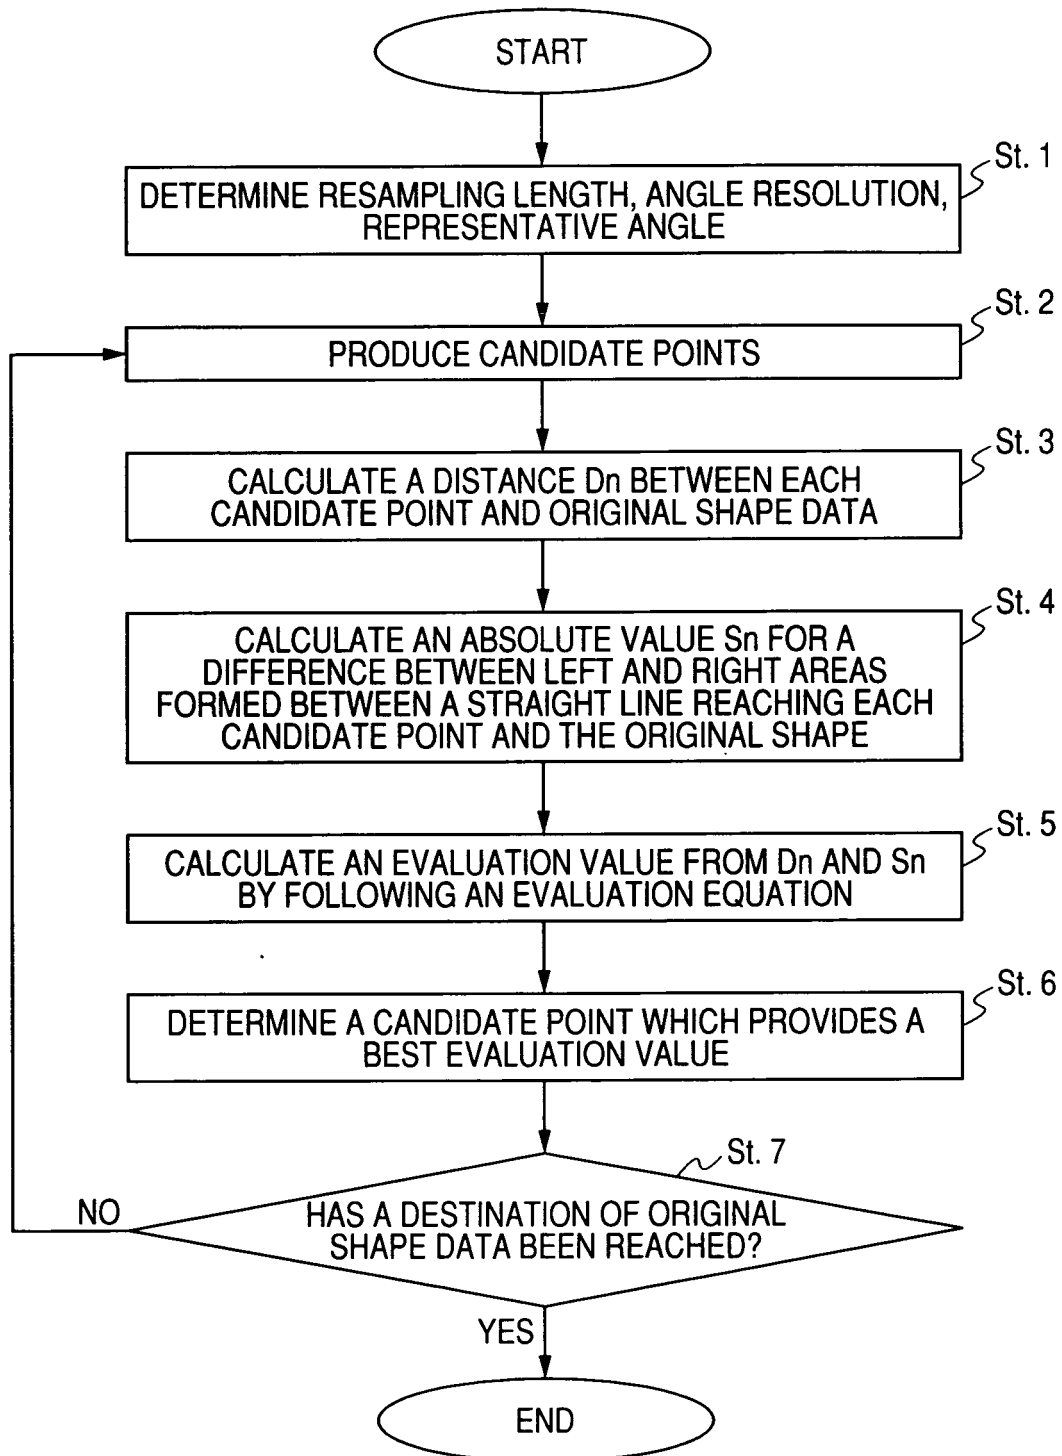 START
St. 1
DETERMINE RESAMPLING LENGTH, ANGLE RESOLUTION,
REPRESENTATIVE ANGLE
St. 2
PRODUCE CANDIDATE POINTS
St. 3
CALCULATE A DISTANCE Dn BETWEEN EACH
CANDIDATE POINT AND ORIGINAL SHAPE DATA
St. 4
CALCULATE AN ABSOLUTE VALUE Sn FOR A
DIFFERENCE BETWEEN LEFT AND RIGHT AREAS
FORMED BETWEEN A STRAIGHT LINE REACHING EACH
CANDIDATE POINT AND THE ORIGINAL SHAPE
St. 5
CALCULATE AN EVALUATION VALUE FROM Dn AND Sn
BY FOLLOWING AN EVALUATION EQUATION
St. 6
DETERMINE A CANDIDATE POINT WHICH PROVIDES A
BEST EVALUATION VALUE
St. 7
NO
HAS A DESTINATION OF ORIGINAL
SHAPE DATA BEEN REACHED?
YES
END